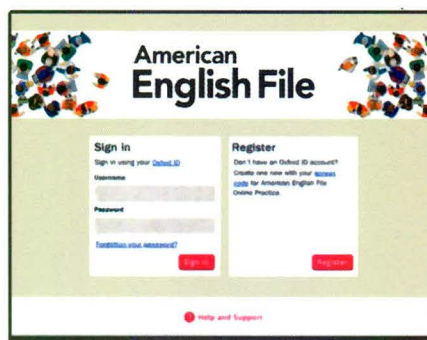 American
English File
Sign in
Sign in using your Oxford ID
Username
Password
Forgotten your password?
Sign in
Register
Don't have an Oxford ID account?
Create one now with your access
code for American English File
Online Practice.
Register
Help and Support